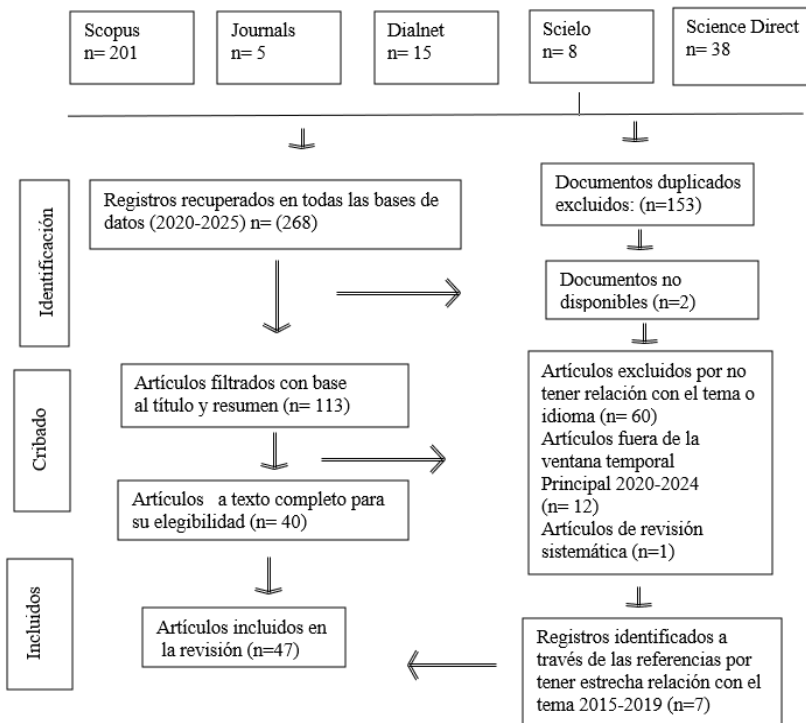 Scopus
n= 201
Journals
n= 5
Dialnet
n= 15
Scielo
n= 8
Science Direct
n= 38
Identificación
Registros recuperados en todas las bases de
datos (2020-2025) n= (268)
Documentos duplicados
excluidos: (n=153)
Documentos no
disponibles (n=2)
Cribado
Artículos filtrados con base
al título y resumen (n= 113)
Artículos a texto completo para
su elegibilidad (n= 40)
Artículos excluidos por no
tener relación con el tema o
idioma (n= 60)
Artículos fuera de la
ventana temporal
Principal 2020-2024
(n= 12)
Artículos de revisión
sistemática (n=1)
Incluidos
Artículos incluidos en
la revisión (n=47)
Registros identificados a
través de las referencias por
tener estrecha relación con el
tema 2015-2019 (n=7)